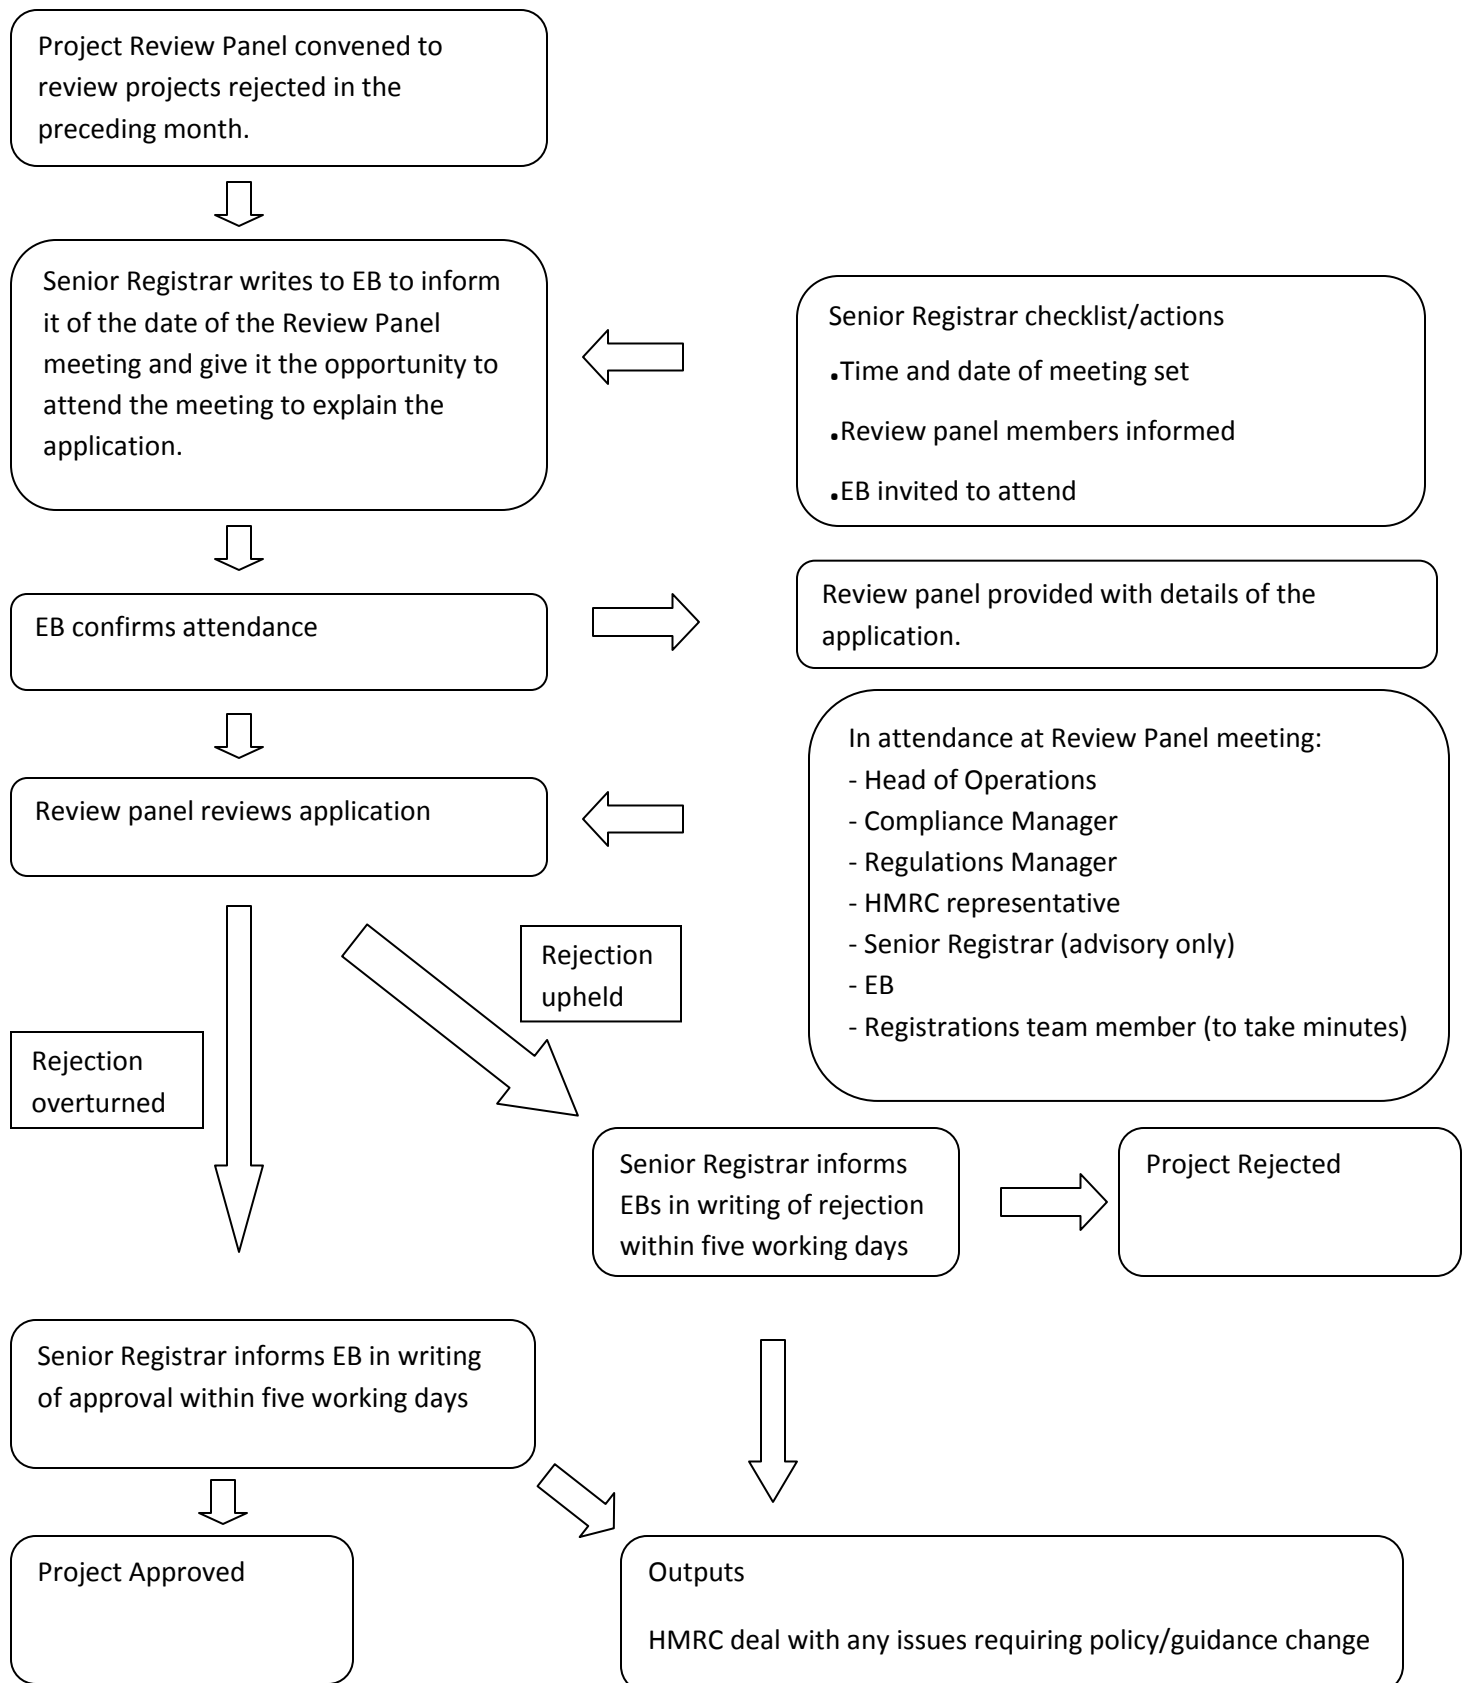 Project Review Panel convened to
review projects rejected in the
preceding month.
Senior Registrar writes to EB to inform
it of the date of the Review Panel
meeting and give it the opportunity to
attend the meeting to explain the
application.
Senior Registrar checklist/actions
.Time and date of meeting set
.Review panel members informed
.EB invited to attend
EB confirms attendance
Review panel provided with details of the
application.
Review panel reviews application
In attendance at Review Panel meeting:
- Head of Operations
- Compliance Manager
- Regulations Manager
- HMRC representative
- Senior Registrar (advisory only)
- EB
- Registrations team member (to take minutes)
Rejection
upheld
Rejection
overturned
Senior Registrar informs
EBs in writing of rejection
within five working days
Project Rejected
Senior Registrar informs EB in writing
of approval within five working days
Project Approved
Outputs
HMRC deal with any issues requiring policy/guidance change